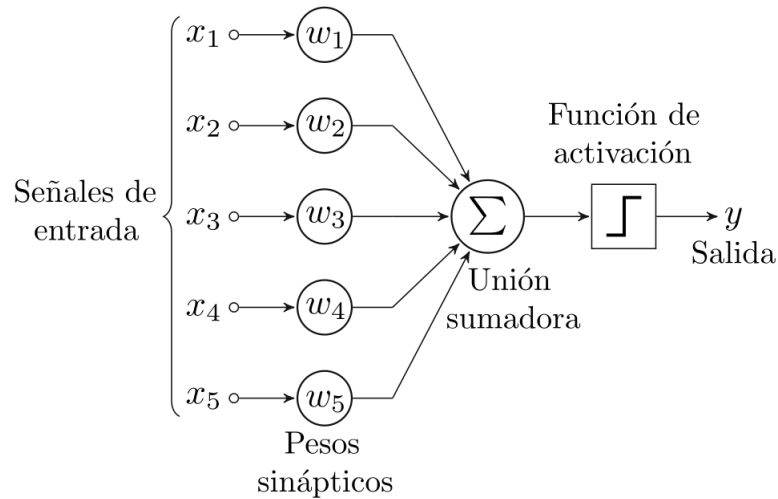 x₁ w₁
x₂ w₂
Función de
activación
Señales de
entrada
x₃ w₃ Σ y
Salida
Unión
sumadora
x₄ w₄
x₅ w₅
Pesos
sinápticos